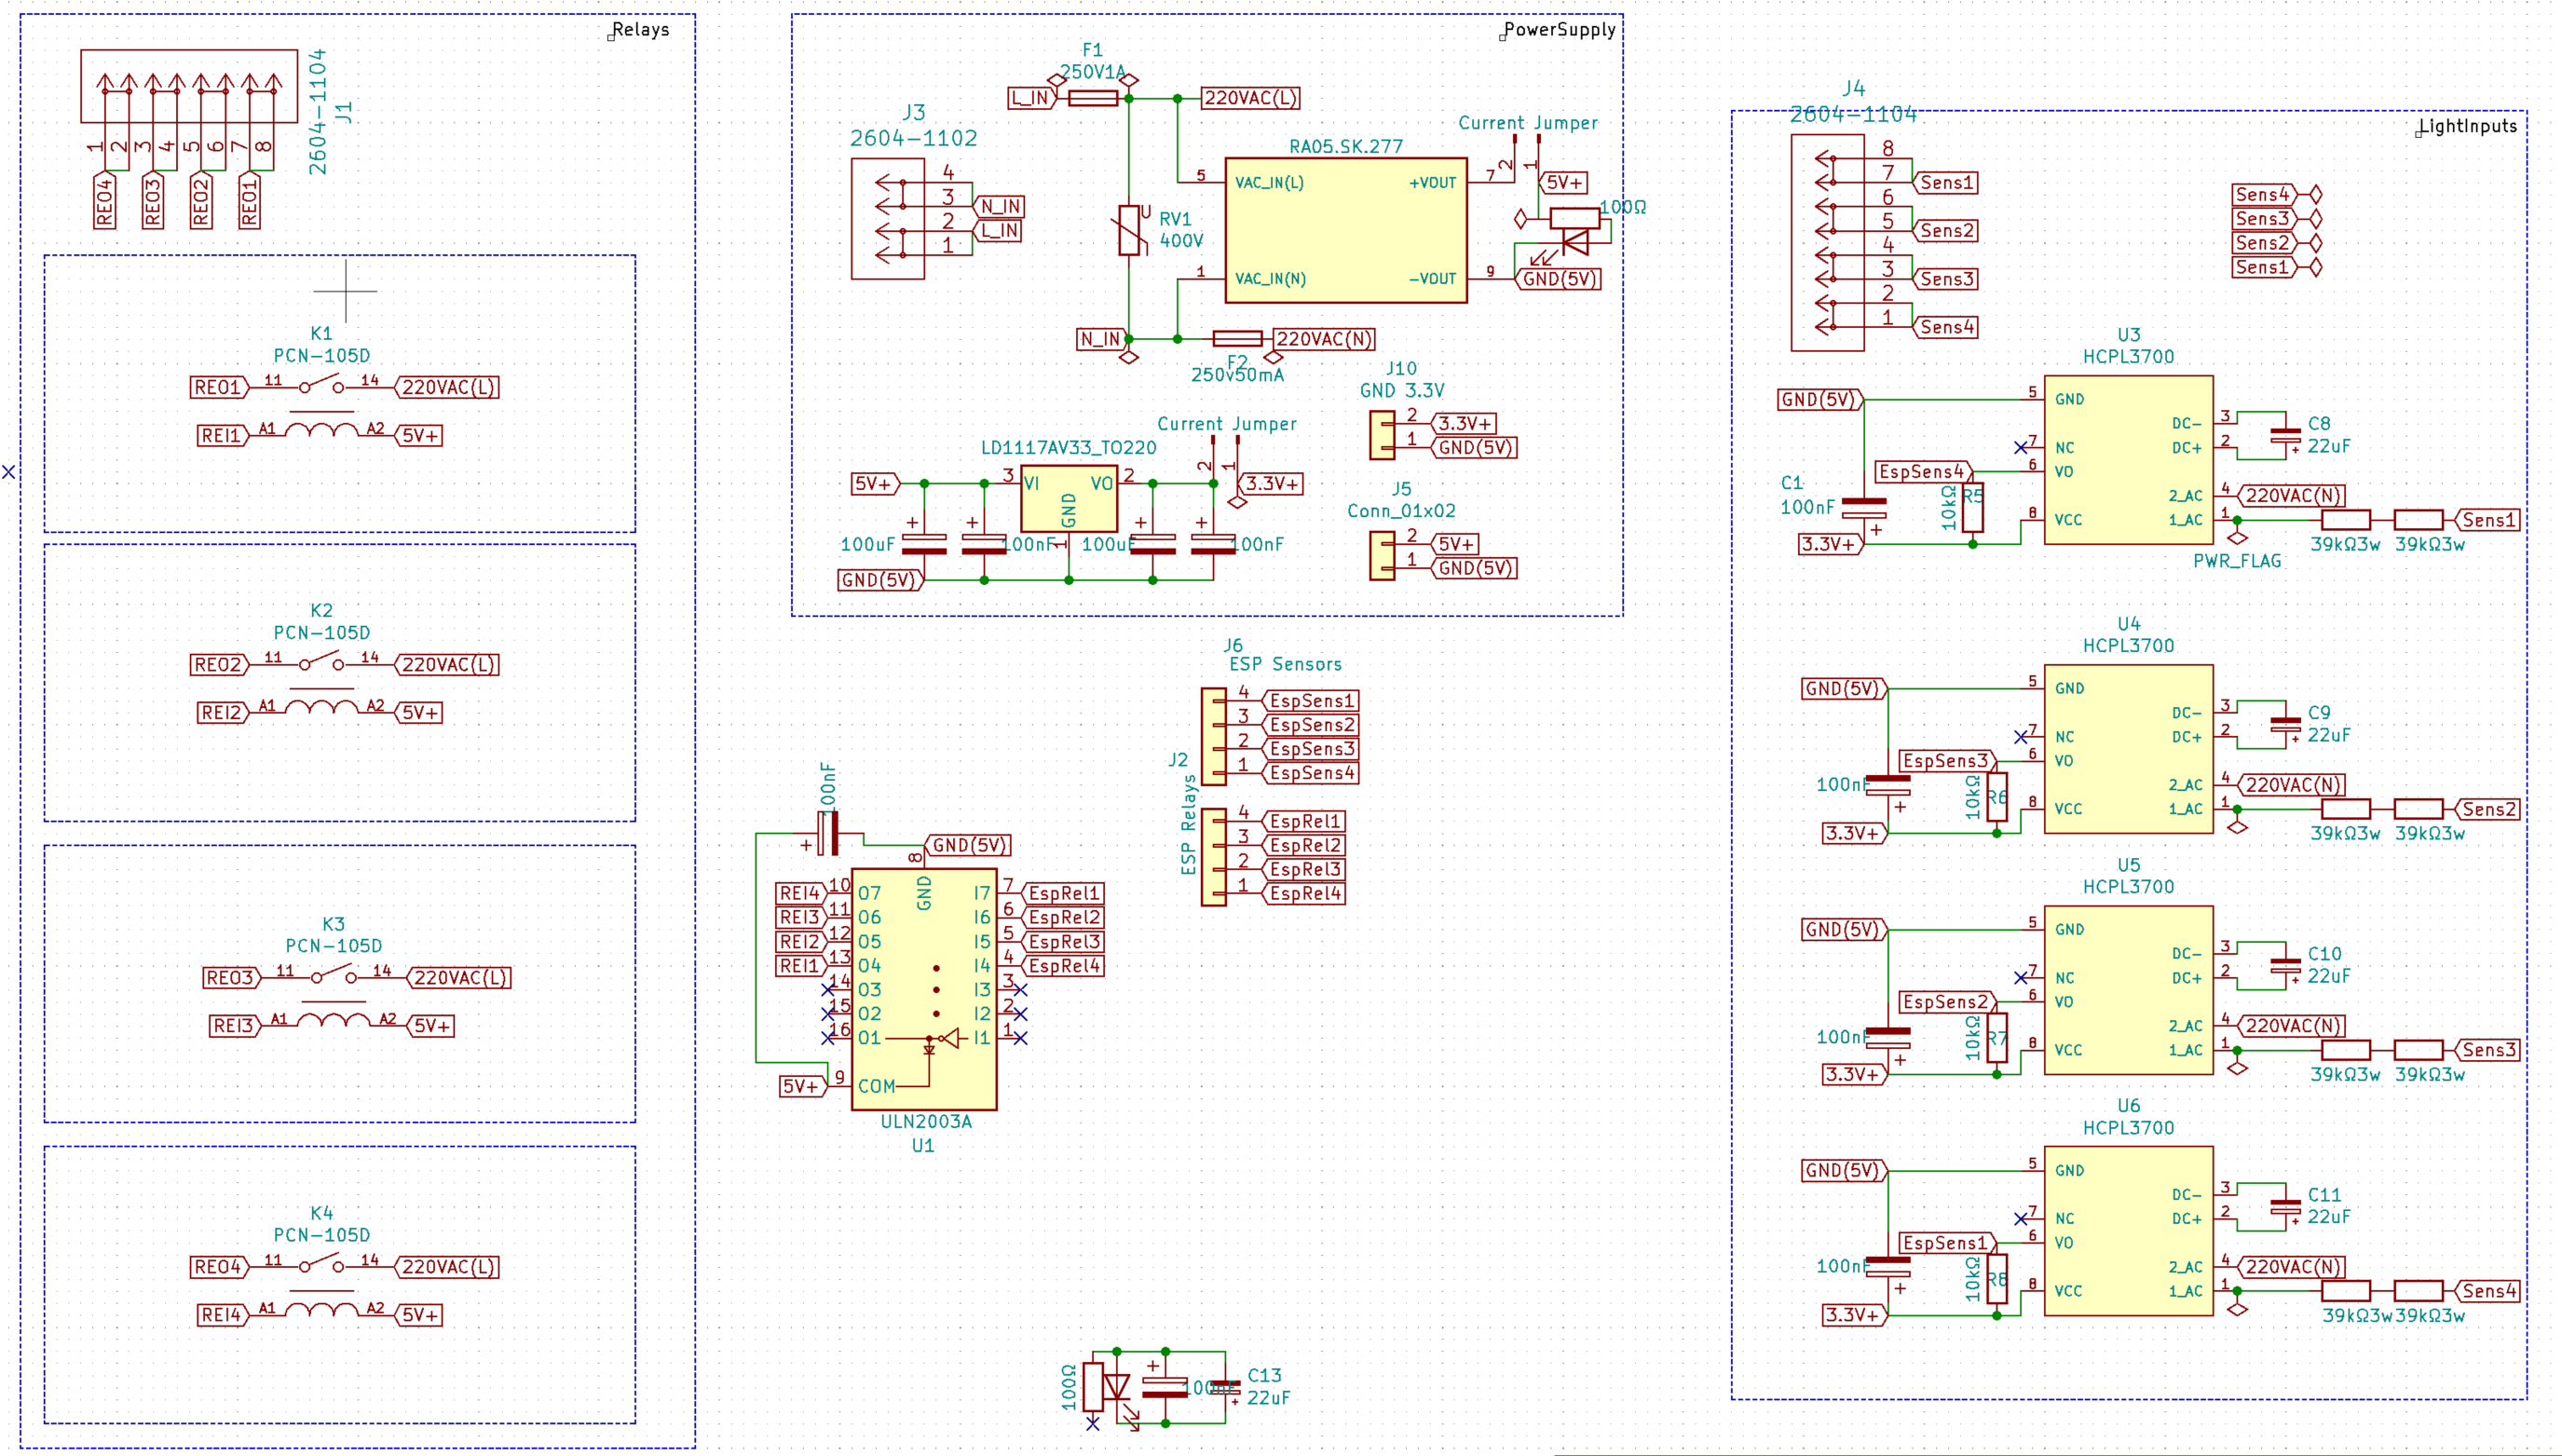 Relays
2604-1104
J1
1
2
3
4
5
6
7
8
REO4
REO3
REO2
REO1
K1
PCN-105D
REO1
11
14
220VAC(L)
REI1
A1
A2
5V+
K2
PCN-105D
REO2
11
14
220VAC(L)
REI2
A1
A2
5V+
K3
PCN-105D
REO3
11
14
220VAC(L)
REI3
A1
A2
5V+
K4
PCN-105D
REO4
11
14
220VAC(L)
REI4
A1
A2
5V+
PowerSupply
F1
250V1A
L_IN
220VAC(L)
J3
2604-1102
4
3
N_IN
2
L_IN
1
U
RV1
400V
RA05.SK.277
5
VAC_IN(L)
+VOUT
7
1
VAC_IN(N)
-VOUT
9
Current Jumper
2
1
5V+
100Ω
GND(5V)
N_IN
F2
250v50mA
220VAC(N)
J10
GND 3.3V
2
3.3V+
1
GND(5V)
J5
Conn_01x02
2
5V+
1
GND(5V)
Current Jumper
2
1
3.3V+
LD1117AV33_TO220
5V+
3
VI
VO
2
GND
1
+
100uF
+
100nF
+
100uF
+
100nF
GND(5V)
J6
ESP Sensors
4
EspSens1
3
EspSens2
2
EspSens3
1
EspSens4
J2
ESP Relays
4
EspRel1
3
EspRel2
2
EspRel3
1
EspRel4
100nF
+
GND(5V)
8
GND
REI4
10
O7
I7
7
EspRel1
REI3
11
O6
I6
6
EspRel2
REI2
12
O5
I5
5
EspRel3
REI1
13
O4
I4
4
EspRel4
14
O3
I3
3
15
O2
I2
2
16
O1
I1
1
5V+
9
COM
ULN2003A
U1
100Ω
+
100nF
C13
22uF
+
LightInputs
J4
2604-1104
8
7
Sens1
6
5
Sens2
4
3
Sens3
2
1
Sens4
Sens4
Sens3
Sens2
Sens1
U3
HCPL3700
GND(5V)
5
GND
DC-
3
7
NC
DC+
2
C8
22uF
+
EspSens4
6
VO
2_AC
4
220VAC(N)
C1
100nF
+
10kΩ
R5
8
VCC
1_AC
1
Sens1
3.3V+
39kΩ3w
39kΩ3w
PWR_FLAG
U4
HCPL3700
GND(5V)
5
GND
DC-
3
7
NC
DC+
2
C9
22uF
+
EspSens3
6
VO
2_AC
4
220VAC(N)
100nF
+
10kΩ
R6
8
VCC
1_AC
1
Sens2
3.3V+
39kΩ3w
39kΩ3w
U5
HCPL3700
GND(5V)
5
GND
DC-
3
7
NC
DC+
2
C10
22uF
+
EspSens2
6
VO
2_AC
4
220VAC(N)
100nF
+
10kΩ
R7
8
VCC
1_AC
1
Sens3
3.3V+
39kΩ3w
39kΩ3w
U6
HCPL3700
GND(5V)
5
GND
DC-
3
7
NC
DC+
2
C11
22uF
+
EspSens1
6
VO
2_AC
4
220VAC(N)
100nF
+
10kΩ
R8
8
VCC
1_AC
1
Sens4
3.3V+
39kΩ3w
39kΩ3w